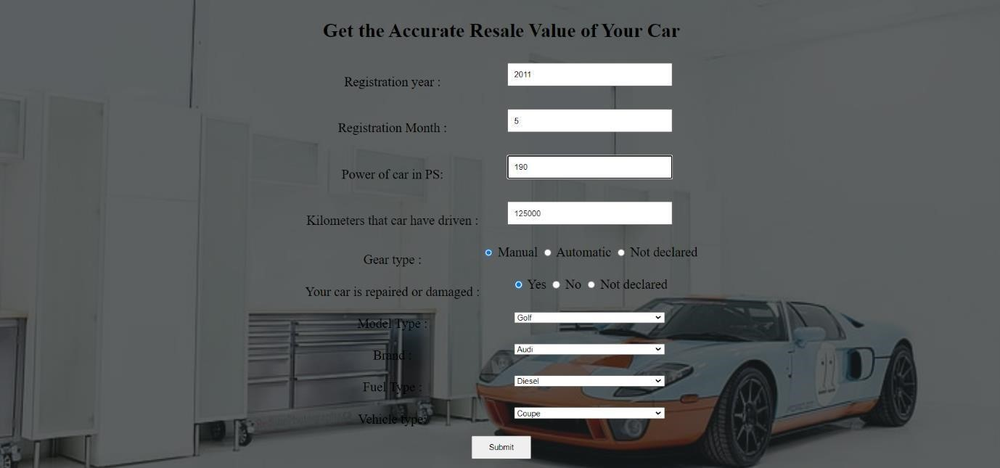 Get the Accurate Resale Value of Your Car
Registration year : 2011
Registration Month : 5
Power of car in PS: 190
Kilometers that car have driven : 125000
Gear type : Manual Automatic Not declared
Your car is repaired or damaged : Yes No Not declared
Model Type : Golf
Brand : Audi
Fuel Type : Diesel
Vehicle type: Coupe
Submit